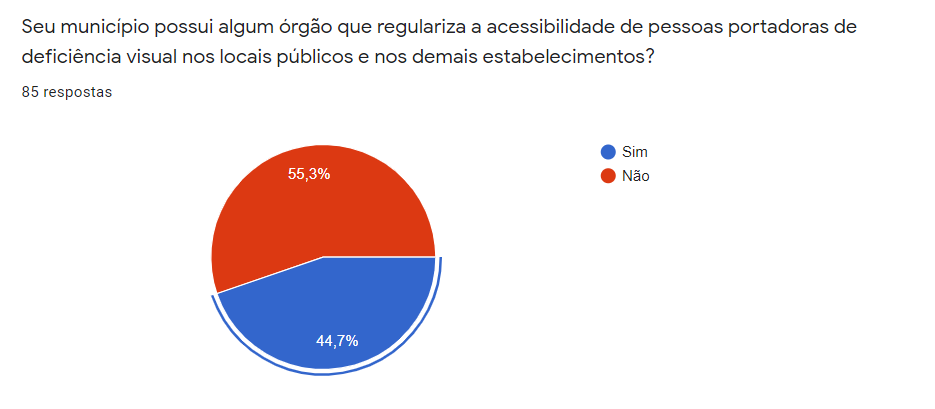 Seu município possui algum órgão que regulariza a acessibilidade de pessoas portadoras de
deficiência visual nos locais públicos e nos demais estabelecimentos?
85 respostas
Sim
Não
55,3%
44,7%